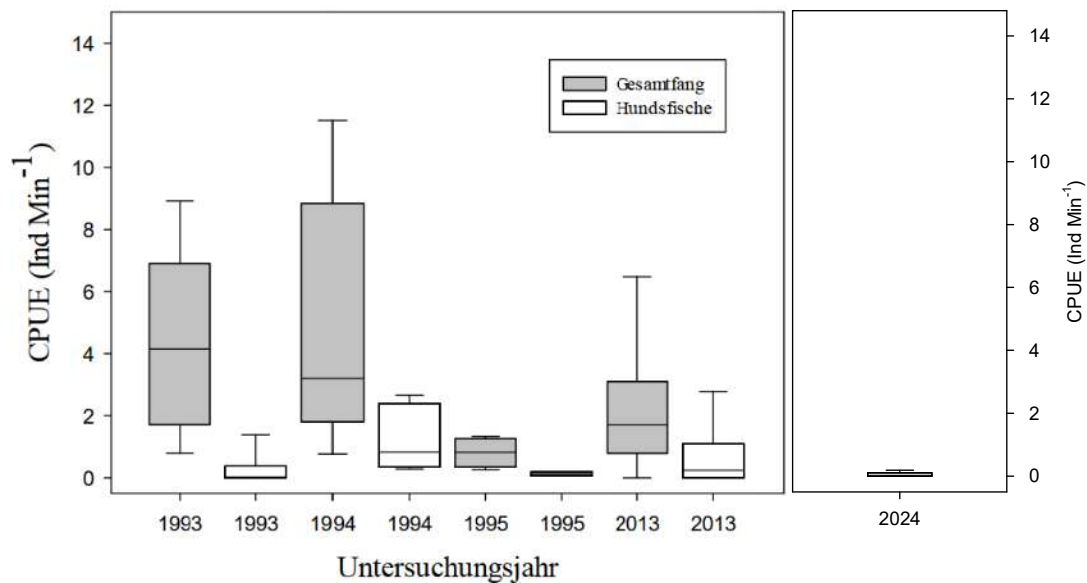 14
12
10
8
6
4
2
0
CPUE (Ind Min-1)
Gesamtfang
Hundsfische
1993 1993 1994 1994 1995 1995 2013 2013
Untersuchungsjahr
14
12
10
8
6
4
2
0
CPUE (Ind Min-1)
2024